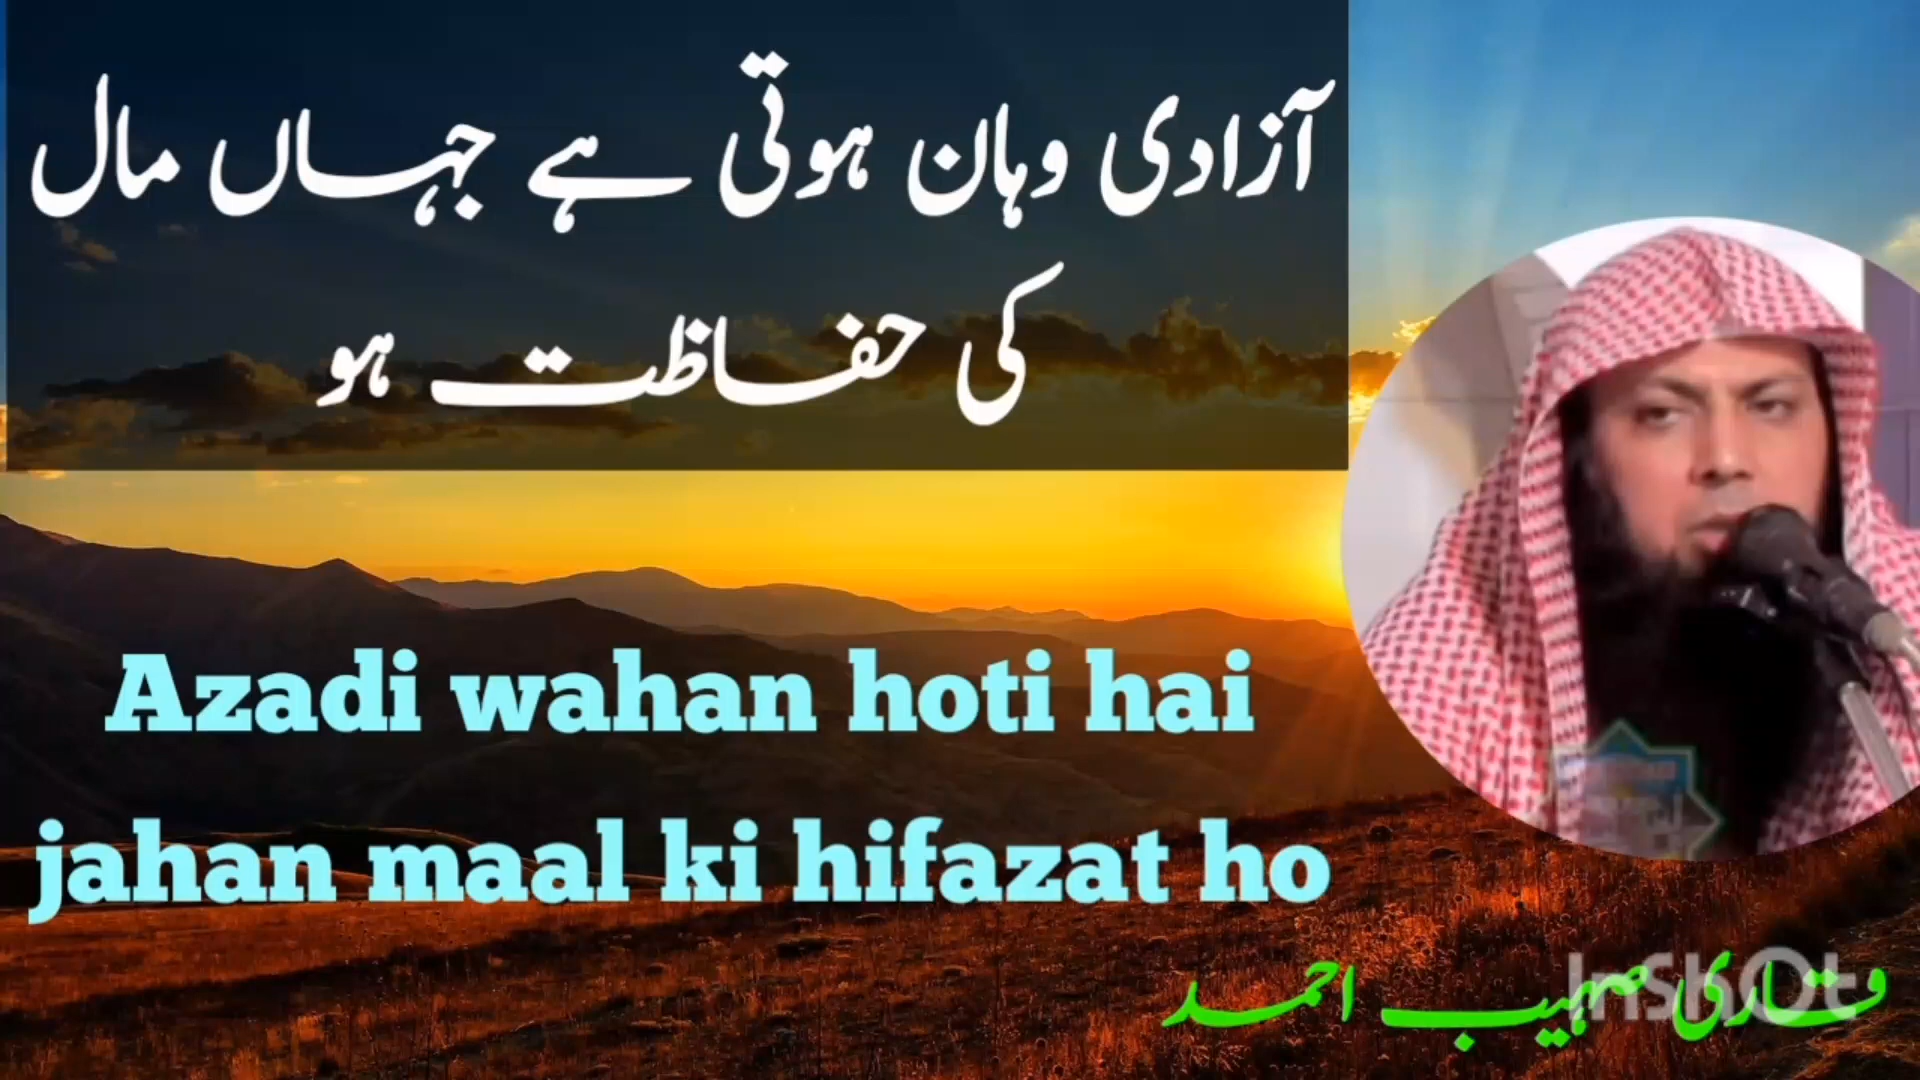 آزادی وہان ہوتی ہے جہاں مال
کی حفاظت ہو
Azadi wahan hoti hai
jahan maal ki hifazat ho
قاری صہیب احمد
InShOt